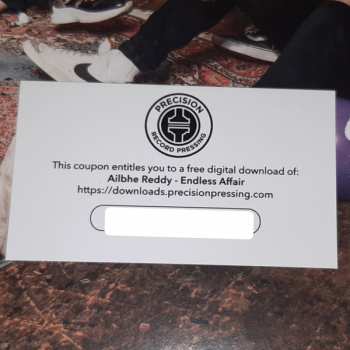 PRECISION
RECORD PRESSING
This coupon entitles you to a free digital download of:
Ailbhe Reddy - Endless Affair
https://downloads.precisionpressing.com